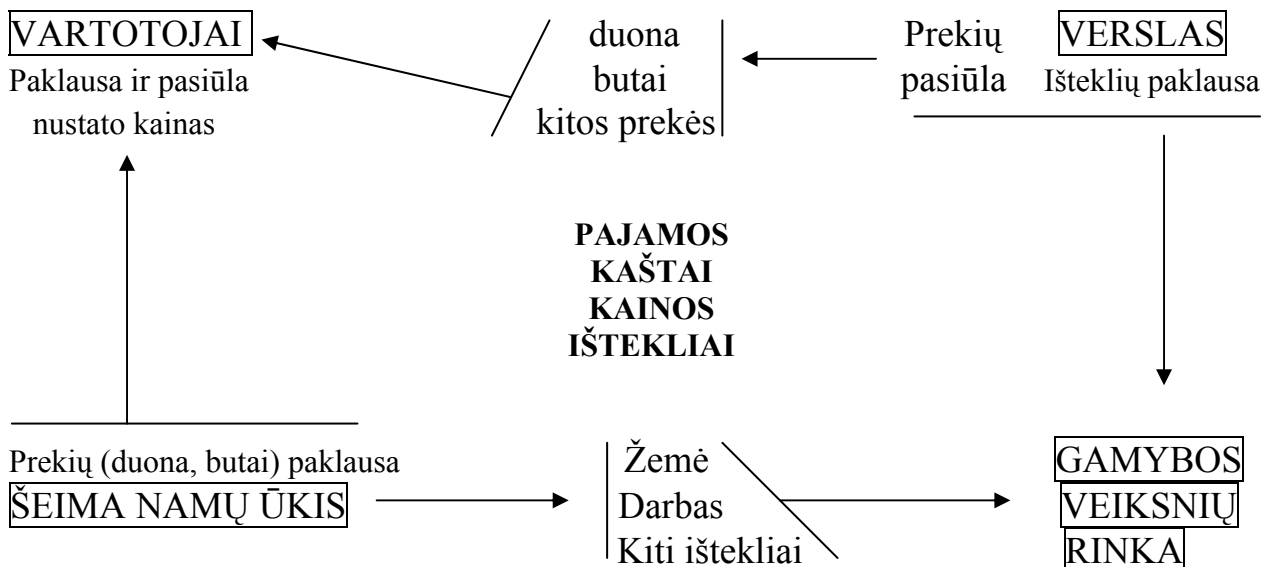 VARTOTOJAI
Paklausa ir pasiūla
nustato kainas
duona
butai
kitos prekės
Prekių
pasiūla
VERSLAS
Išteklių paklausa
PAJAMOS
KAŠTAI
KAINOS
IŠTEKLIAI
Prekių (duona, butai) paklausa
ŠEIMA NAMŲ ŪKIS
Žemė
Darbas
Kiti ištekliai
GAMYBOS
VEIKSNIŲ
RINKA